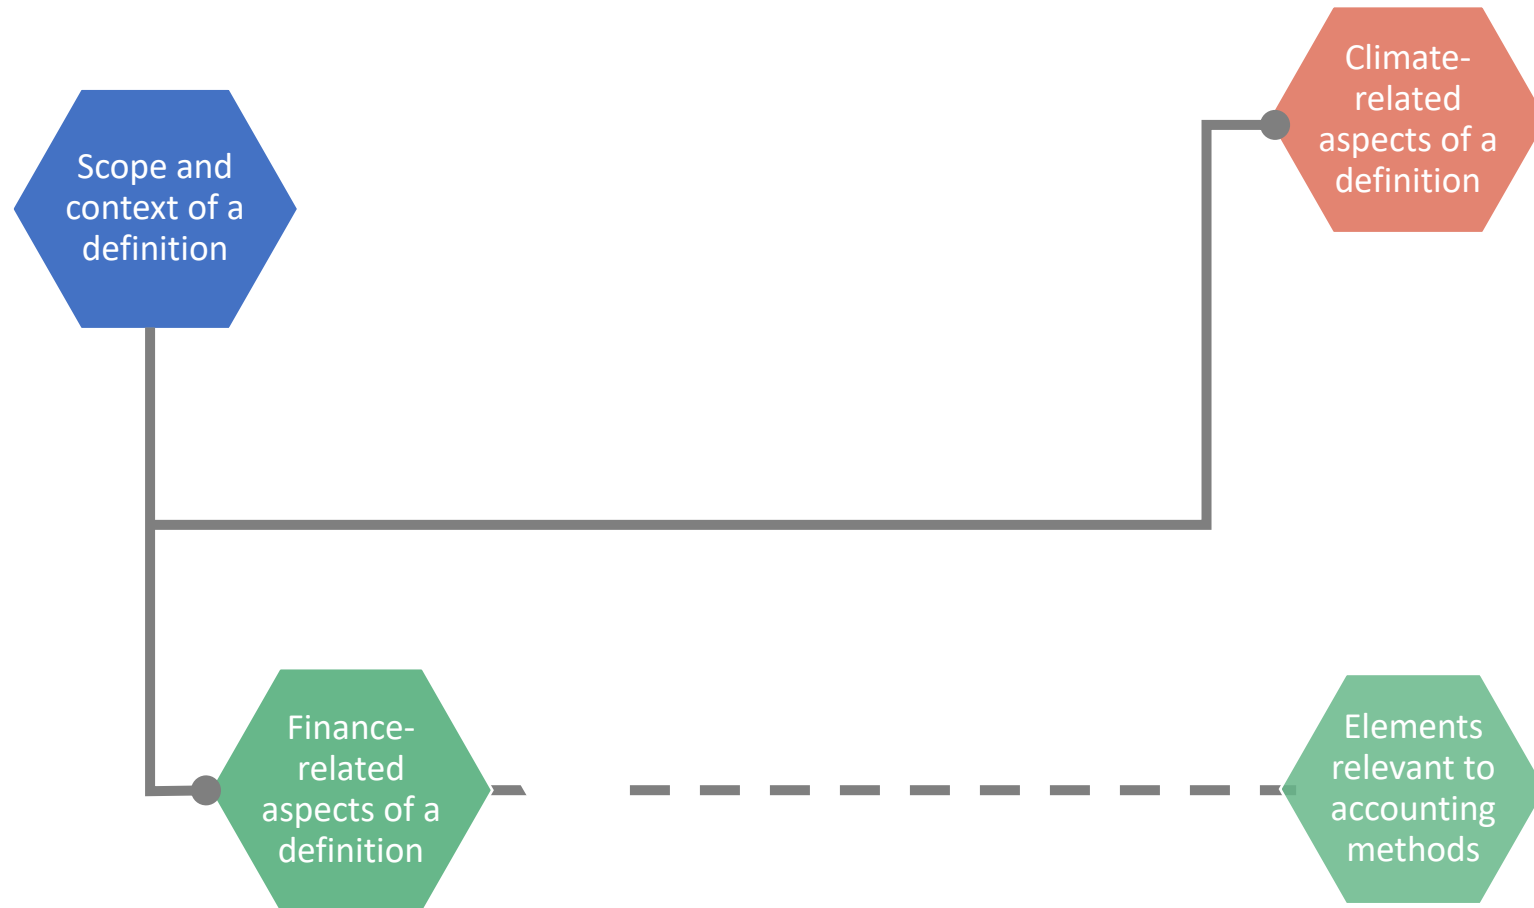 Climate-
related
aspects of a
definition
Scope and
context of a
definition
Finance-
related
aspects of a
definition
Elements
relevant to
accounting
methods